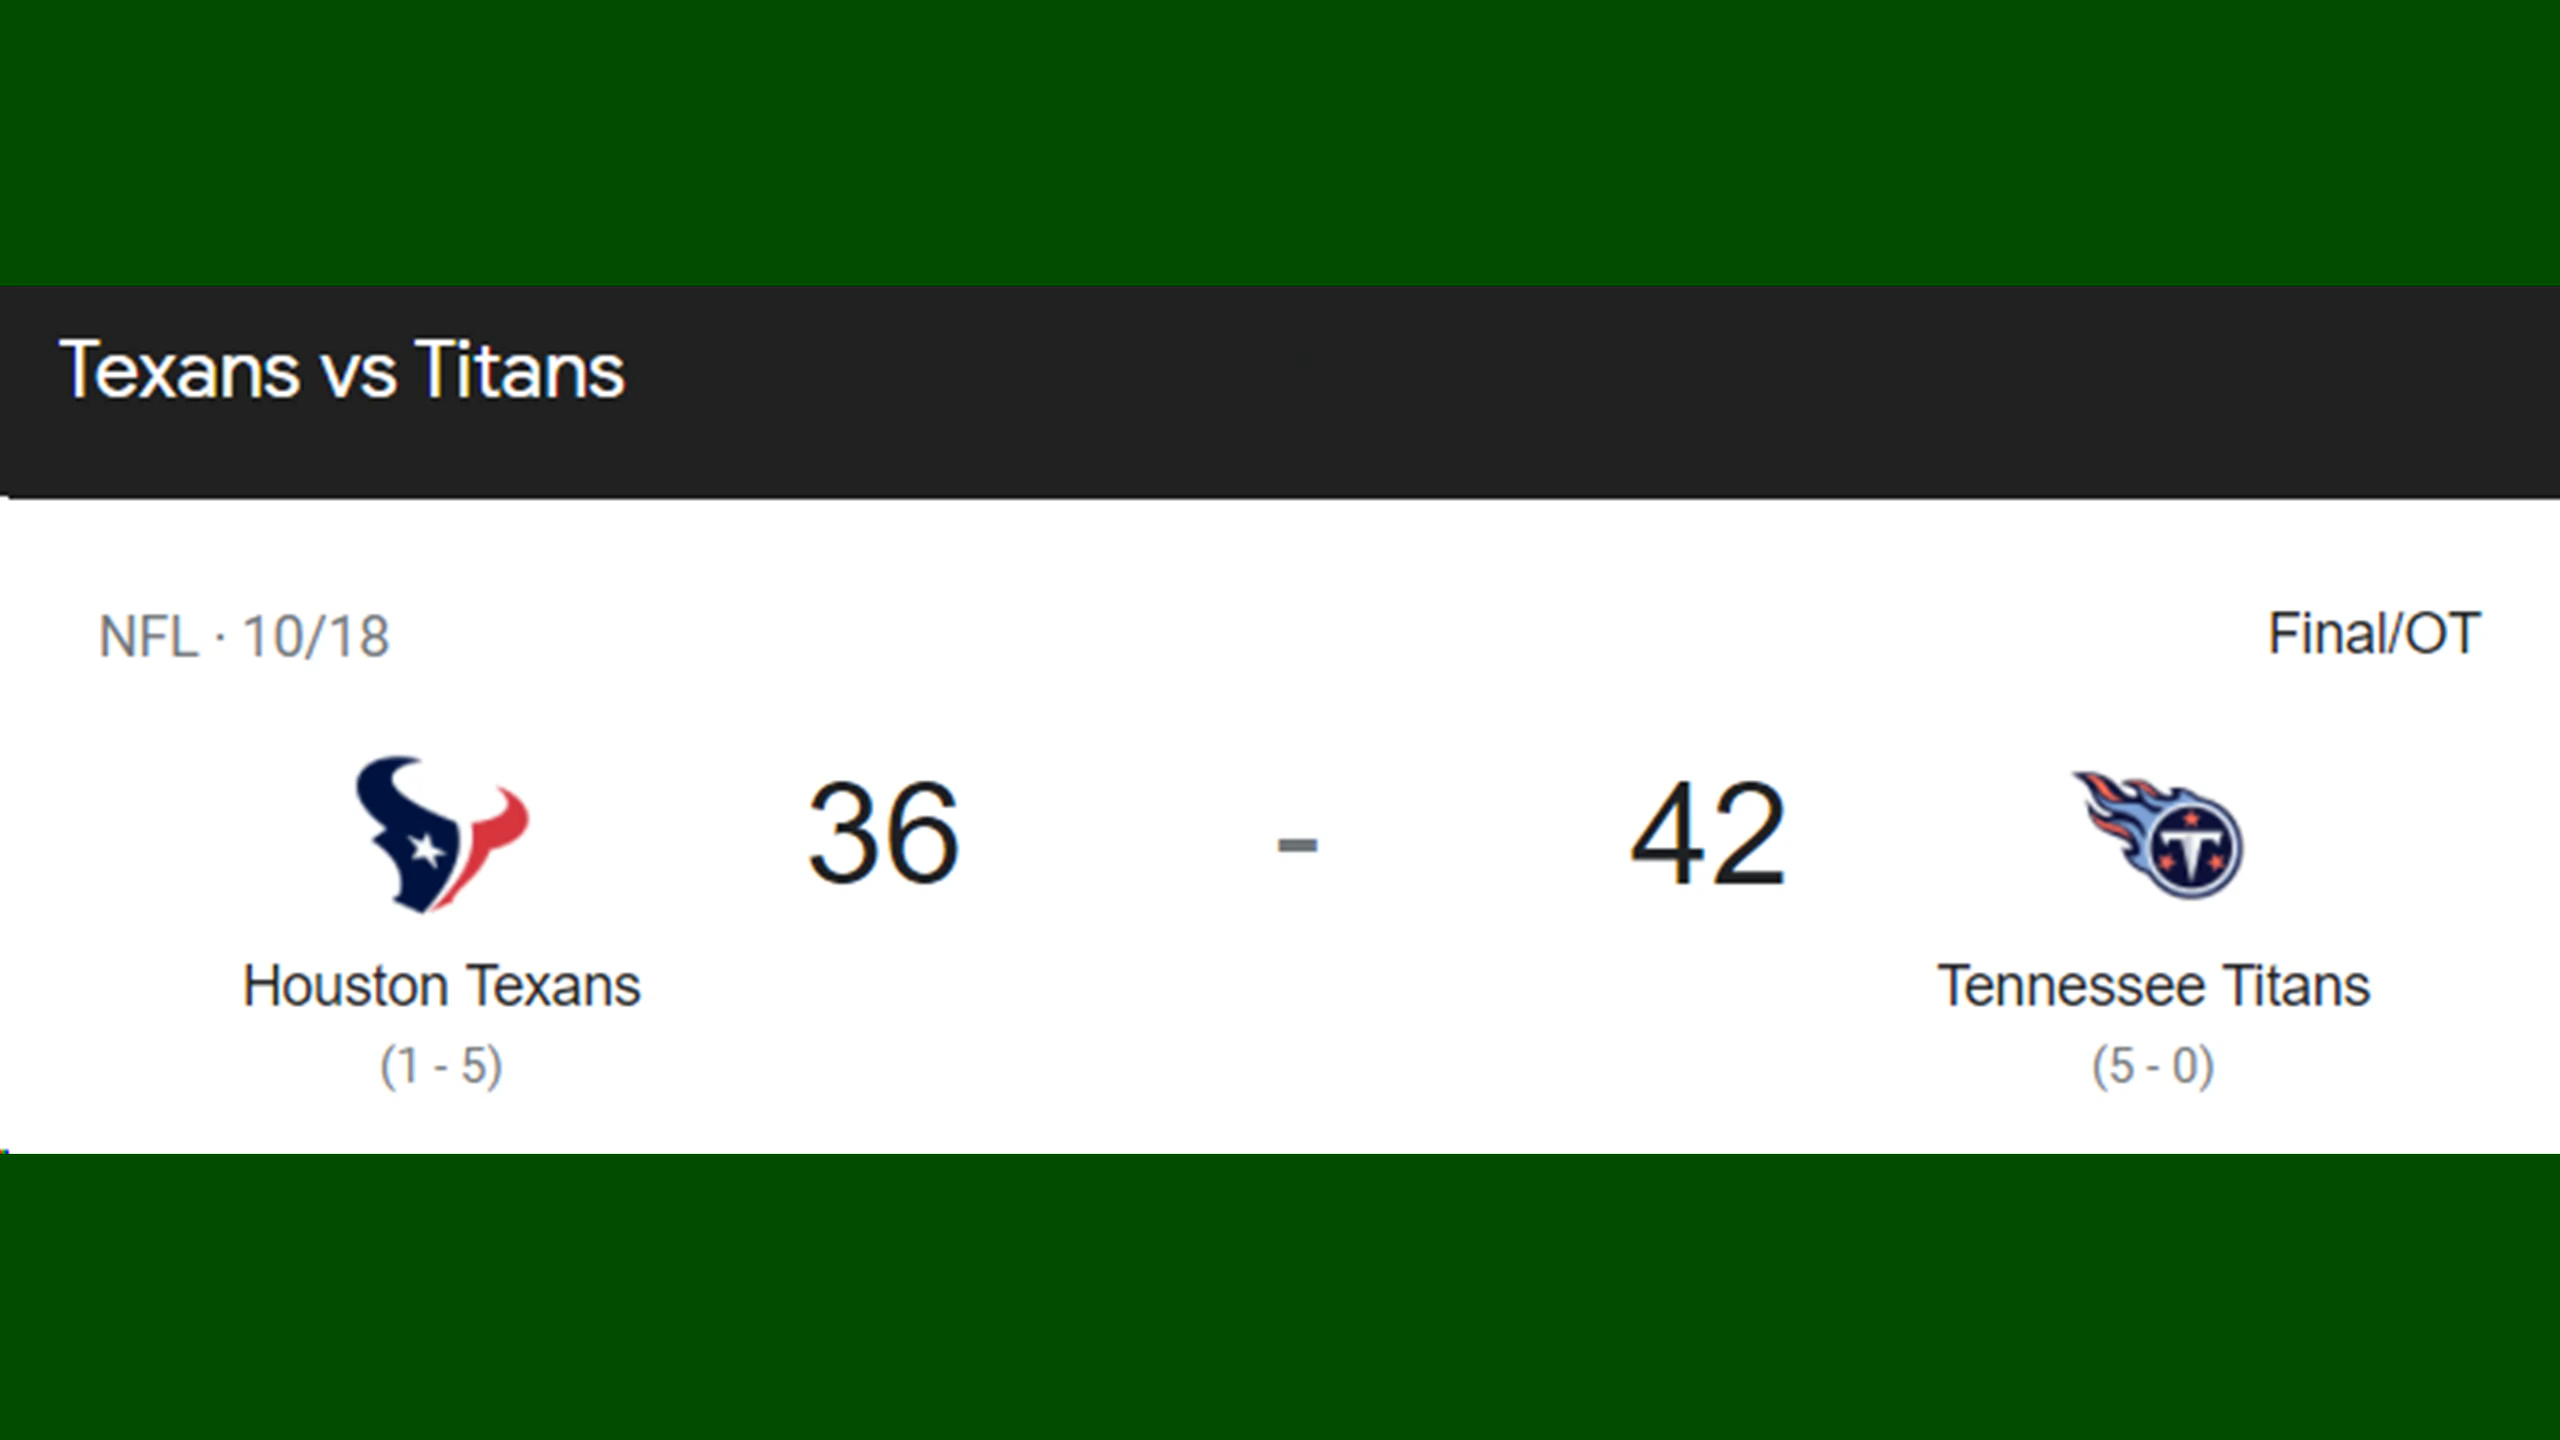 Texans vs Titans
NFL · 10/18
Final/OT
36 - 42
Houston Texans
Tennessee Titans
(1 - 5)
(5 - 0)